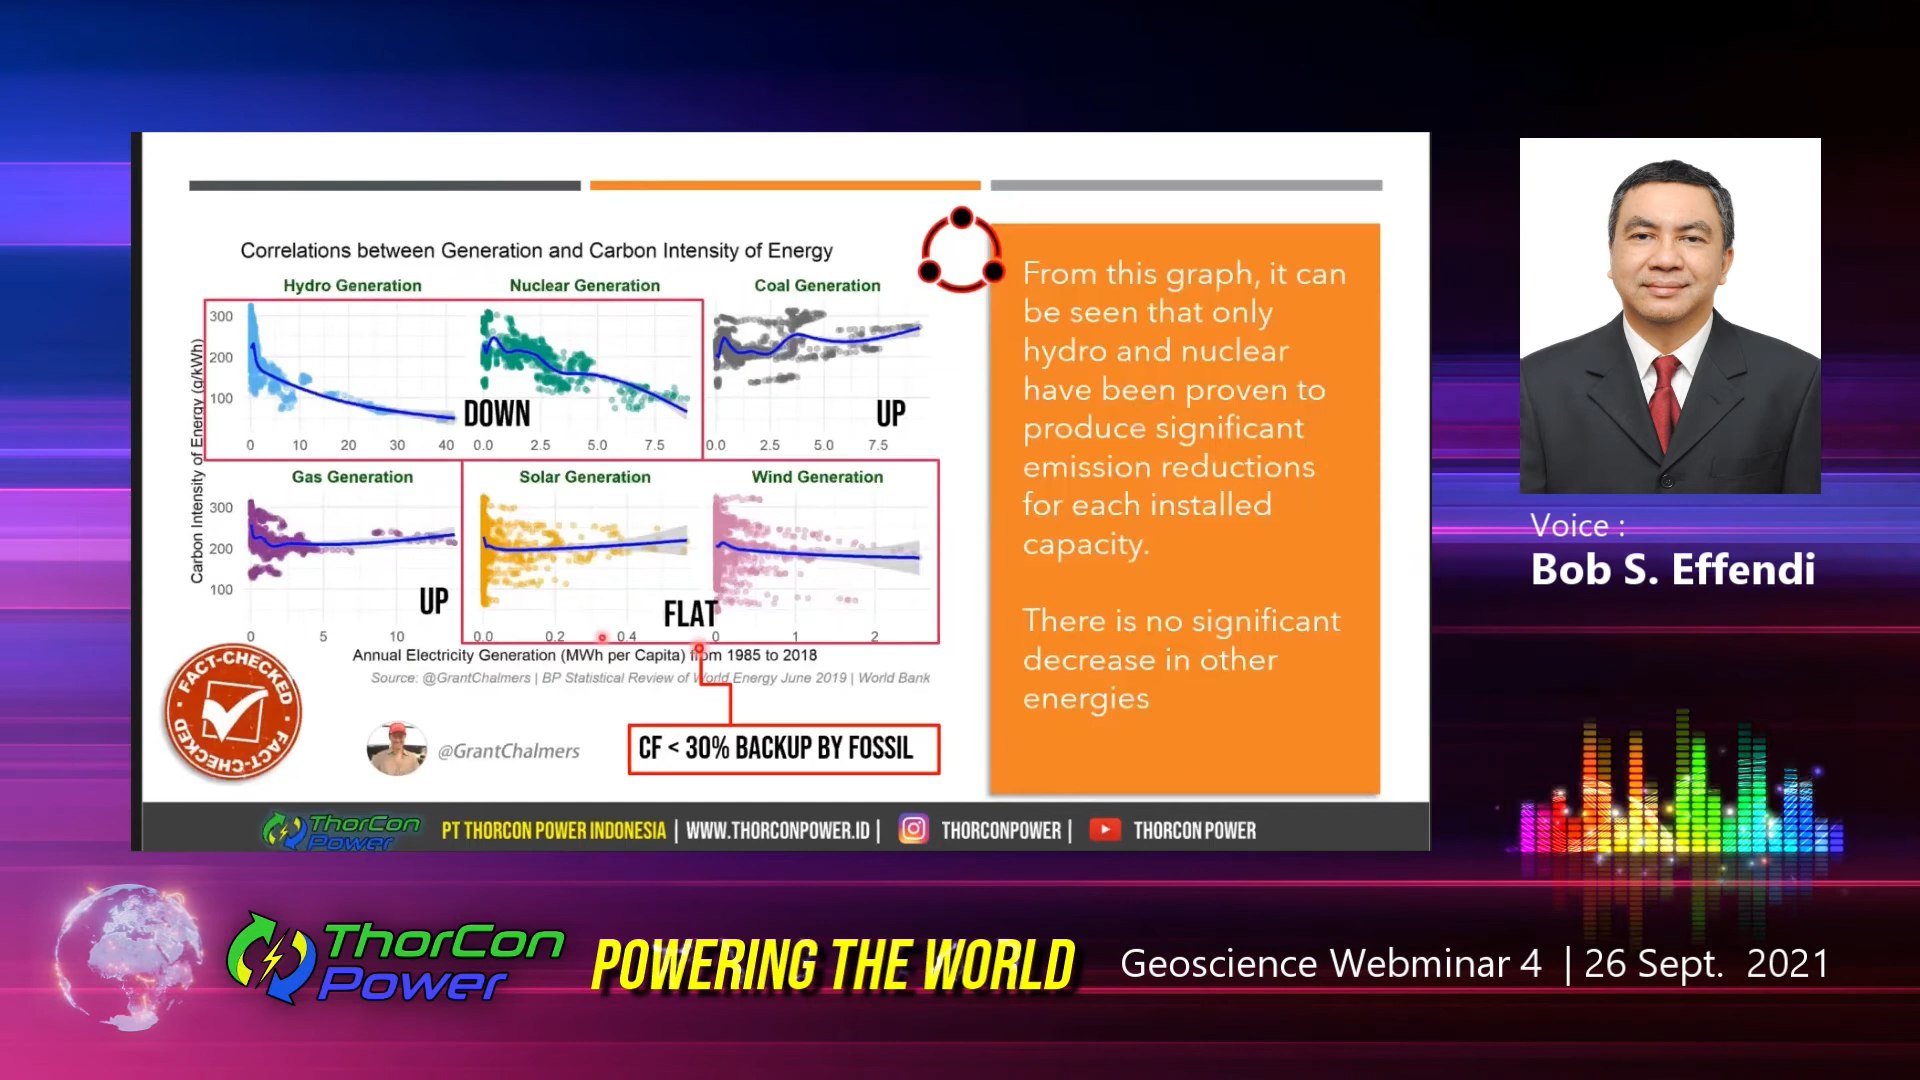 Correlations between Generation and Carbon Intensity of Energy
Hydro Generation
Nuclear Generation
Coal Generation
Carbon Intensity of Energy (g/kWh)
300
200
100
DOWN
UP
0 10 20 30 40
0.0 2.5 5.0 7.5
0.0 2.5 5.0 7.5
Gas Generation
Solar Generation
Wind Generation
Carbon Intensity of Energy (g/kWh)
300
200
100
UP
FLAT
0 5 10
0.0 0.2 0.4
0 1 2
Annual Electricity Generation (MWh per Capita) from 1985 to 2018
Source: @GrantChalmers | BP Statistical Review of World Energy June 2019 | World Bank
FACT-CHECKED
FACT-CHECKED
@GrantChalmers
CF < 30% BACKUP BY FOSSIL
From this graph, it can
be seen that only
hydro and nuclear
have been proven to
produce significant
emission reductions
for each installed
capacity.
There is no significant
decrease in other
energies
ThorCon
Power
PT THORCON POWER INDONESIA | WWW.THORCONPOWER.ID | THORCONPOWER | THORCON POWER
Voice :
Bob S. Effendi
ThorCon
Power
POWERING THE WORLD
Geoscience Webminar 4 | 26 Sept. 2021